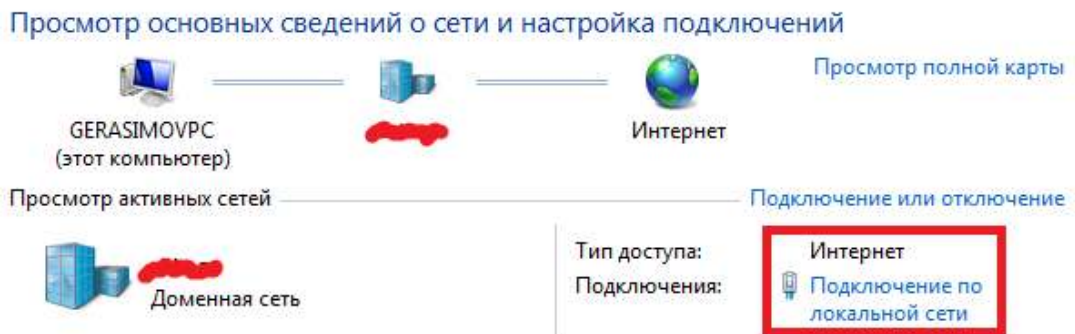 Просмотр основных сведений о сети и настройка подключений
Просмотр полной карты
GERASIMOVPC
(этот компьютер)
Интернет
Просмотр активных сетей
Подключение или отключение
Доменная сеть
Тип доступа: Интернет
Подключения: Подключение по
локальной сети